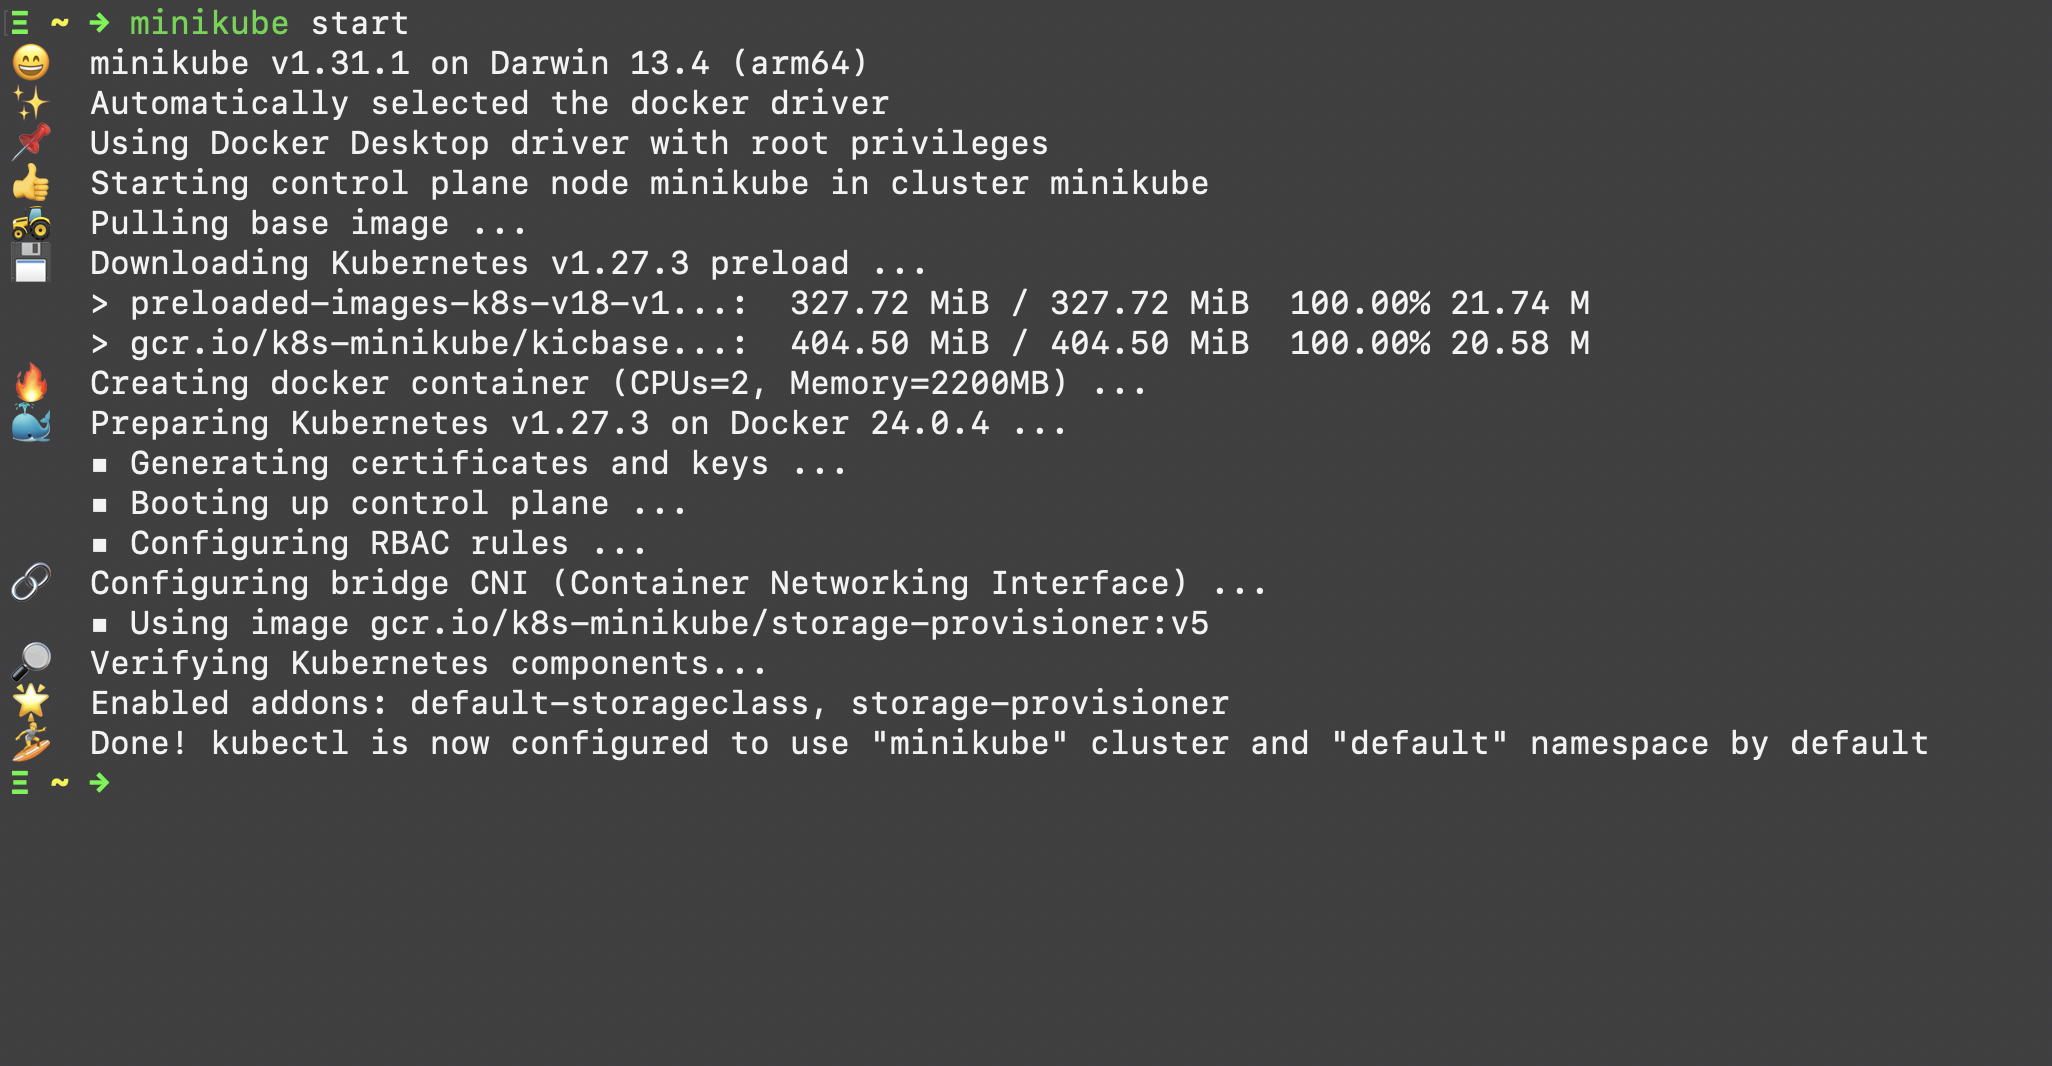 Ξ ~ → minikube start
😄 minikube v1.31.1 on Darwin 13.4 (arm64)
✨ Automatically selected the docker driver
📌 Using Docker Desktop driver with root privileges
👍 Starting control plane node minikube in cluster minikube
🚜 Pulling base image ...
💾 Downloading Kubernetes v1.27.3 preload ...
> preloaded-images-k8s-v18-v1...: 327.72 MiB / 327.72 MiB 100.00% 21.74 M
> gcr.io/k8s-minikube/kicbase...: 404.50 MiB / 404.50 MiB 100.00% 20.58 M
🔥 Creating docker container (CPUs=2, Memory=2200MB) ...
🐳 Preparing Kubernetes v1.27.3 on Docker 24.0.4 ...
▪ Generating certificates and keys ...
▪ Booting up control plane ...
▪ Configuring RBAC rules ...
🔗 Configuring bridge CNI (Container Networking Interface) ...
▪ Using image gcr.io/k8s-minikube/storage-provisioner:v5
🔎 Verifying Kubernetes components...
🌟 Enabled addons: default-storageclass, storage-provisioner
🏄 Done! kubectl is now configured to use "minikube" cluster and "default" namespace by default
Ξ ~ →